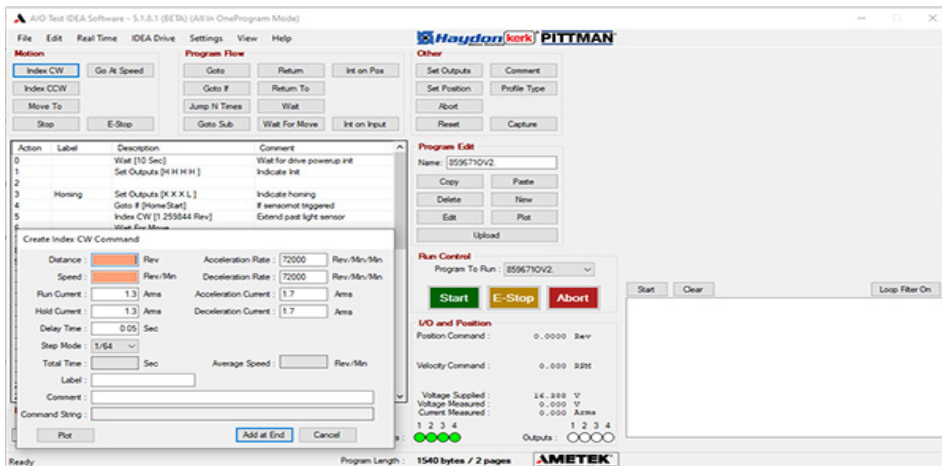 AIO Test IDEA Software - 5.1.8.1 (BETA) (All In OneProgram Mode)
File Edit Real Time IDEA Drive Settings View Help
Haydon kerk PITTMAN
Motion
Index CW Go At Speed
Index CCW
Move To
Stop E-Stop
Program Flow
Goto Return Int on Pos
Goto If Return To
Jump N Times Wait
Goto Sub Wait For Move Int on Input
Other
Set Outputs Comment
Set Position Profile Type
Abort
Reset Capture
Action Label Description Comment
0 Wait [10 Sec] Wait for drive powerup init
1 Set Outputs [H H H H ] Indicate Init
2
3 Homing Set Outputs [X X X L ] Indicate homing
4 Goto If [HomeStart] If sensornot triggered
5 Index CW [1.259844 Rev] Extend past light sensor
Wait For Move
Program Edit
Name: 8596710V2.
Copy Paste
Delete New
Edit Plot
Upload
Create Index CW Command
Distance : Rev Acceleration Rate : 72000 Rev/Min/Min
Speed : Rev/Min Deceleration Rate : 72000 Rev/Min/Min
Run Current : 1.3 Arms Acceleration Current : 1.7 Arms
Hold Current : 1.3 Arms Deceleration Current : 1.7 Arms
Delay Time : 0.05 Sec
Step Mode : 1/64
Total Time : Sec Average Speed : Rev/Min
Label :
Comment :
Command String :
Plot Add at End Cancel
Run Control
Program To Run : 8596710V2.
Start E-Stop Abort
Start Clear Loop Filter On
I/O and Position
Position Command : 0.0000 Rev
Velocity Command : 0.000 RPM
Voltage Supplied : 16.388 V
Voltage Measured : 0.000 V
Current Measured : 0.000 Arms
1 2 3 4 1 2 3 4
Outputs :
Ready Program Length : 1540 bytes / 2 pages AMETEK